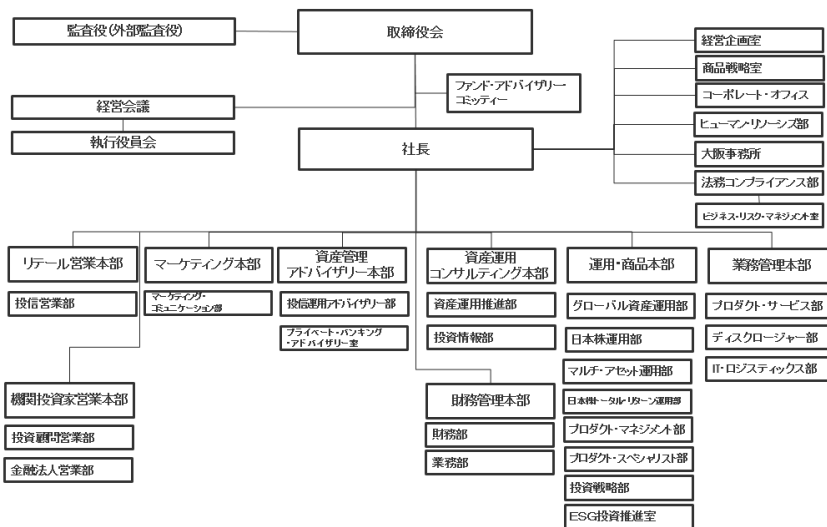 監査役(外部監査役)
取締役会
経営企画室
商品戦略室
コーポレート・オフィス
ヒューマン・リソーシズ部
大阪事務所
法務コンプライアンス部
ビジネス・リスク・マネジメント室
ファンド・アドバイザリー・
コミッティー
経営会議
執行役員会
社長
リテール営業本部
投信営業部
マーケティング本部
マーケティング・
コミュニケーション部
資産管理
アドバイザリー本部
投信運用アドバイザリー部
プライベート・バンキング
・アドバイザリー室
資産運用
コンサルティング本部
資産運用推進部
投資情報部
運用・商品本部
グローバル資産運用部
日本株運用部
マルチ・アセット運用部
日本株トータル・リターン運用部
プロダクト・マネジメント部
プロダクト・スペシャリスト部
投資戦略部
ESG投資推進室
業務管理本部
プロダクト・サービス部
ディスクロージャー部
IT・ロジスティックス部
機関投資家営業本部
投資顧問営業部
金融法人営業部
財務管理本部
財務部
業務部